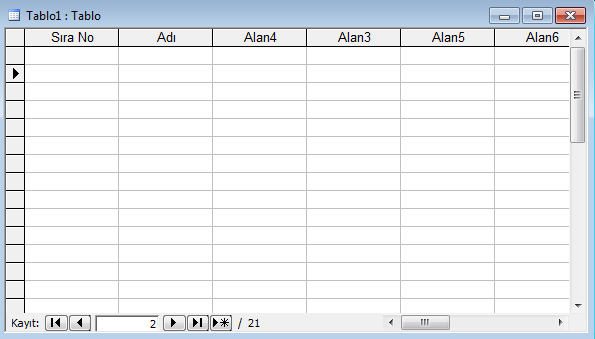 Tablo1 : Tablo
Sıra No Adı Alan4 Alan3 Alan5 Alan6
Kayıt: 2 / 21